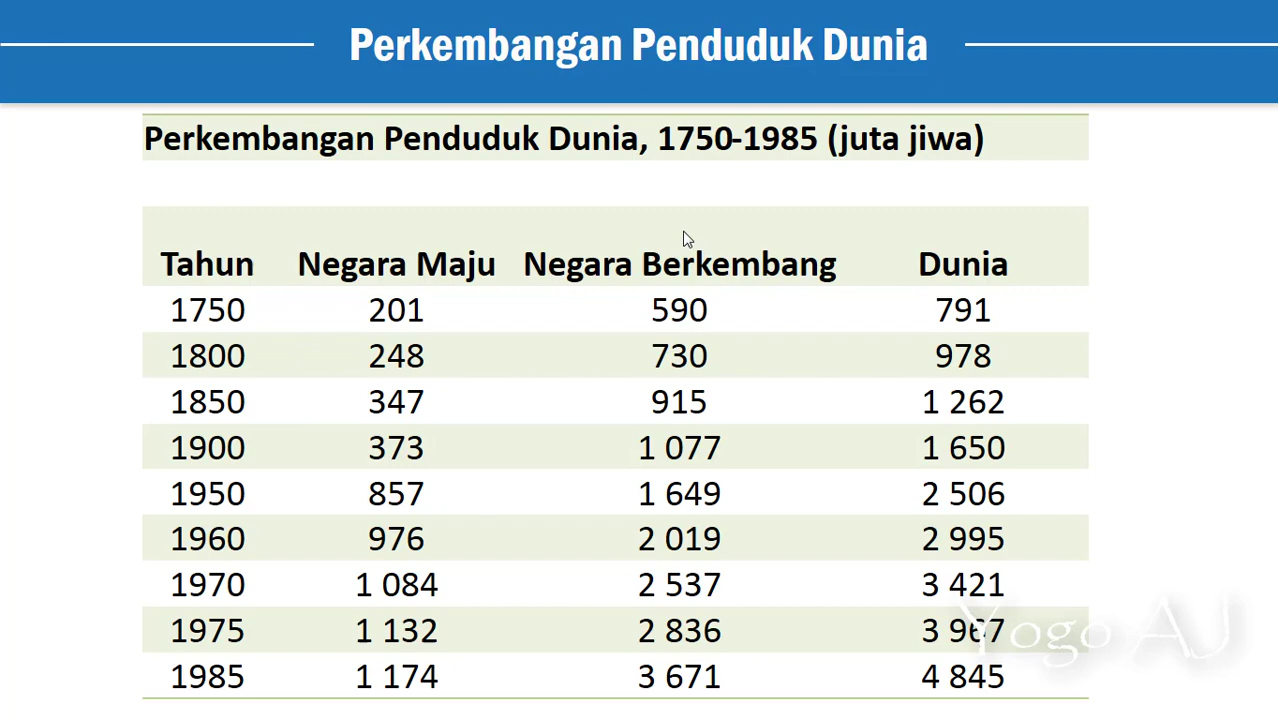 Perkembangan Penduduk Dunia
Perkembangan Penduduk Dunia, 1750-1985 (juta jiwa)
Tahun Negara Maju Negara Berkembang Dunia
1750 201 590 791
1800 248 730 978
1850 347 915 1 262
1900 373 1 077 1 650
1950 857 1 649 2 506
1960 976 2 019 2 995
1970 1 084 2 537 3 421
1975 1 132 2 836 3 967
1985 1 174 3 671 4 845
Yogo AJ